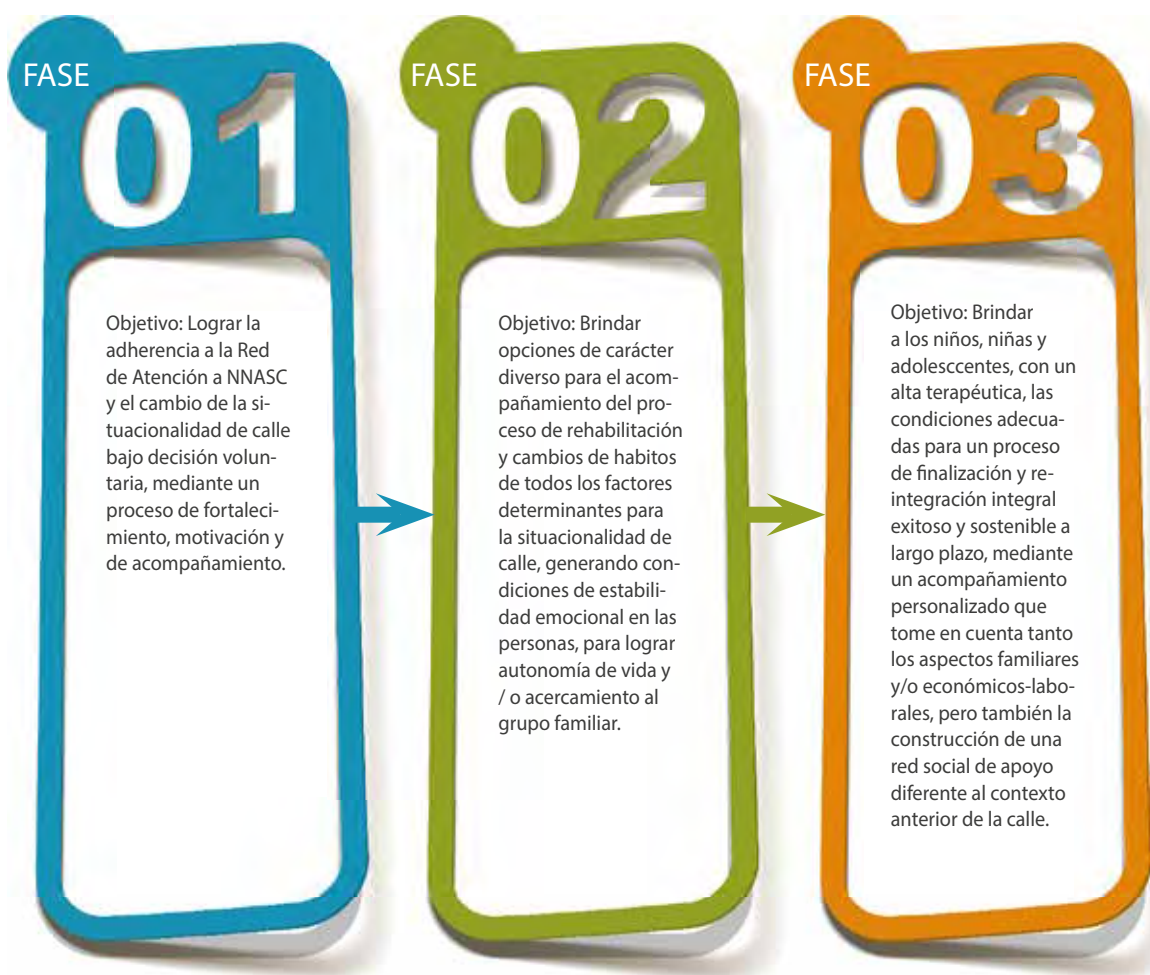 FASE
01
Objetivo: Lograr la
adherencia a la Red
de Atención a NNASC
y el cambio de la si-
tuacionalidad de calle
bajo decisión volun-
taria, mediante un
proceso de fortaleci-
miento, motivación y
de acompañamiento.
FASE
02
Objetivo: Brindar
opciones de carácter
diverso para el acom-
pañamiento del pro-
ceso de rehabilitación
y cambios de habitos
de todos los factores
determinantes para
la situacionalidad de
calle, generando con-
diciones de estabili-
dad emocional en las
personas, para lograr
autonomía de vida y
/ o acercamiento al
grupo familiar.
FASE
03
Objetivo: Brindar
a los niños, niñas y
adolesccentes, con un
alta terapéutica, las
condiciones adecua-
das para un proceso
de finalización y re-
integración integral
exitoso y sostenible a
largo plazo, mediante
un acompañamiento
personalizado que
tome en cuenta tanto
los aspectos familiares
y/o económicos-labo-
rales, pero también la
construcción de una
red social de apoyo
diferente al contexto
anterior de la calle.